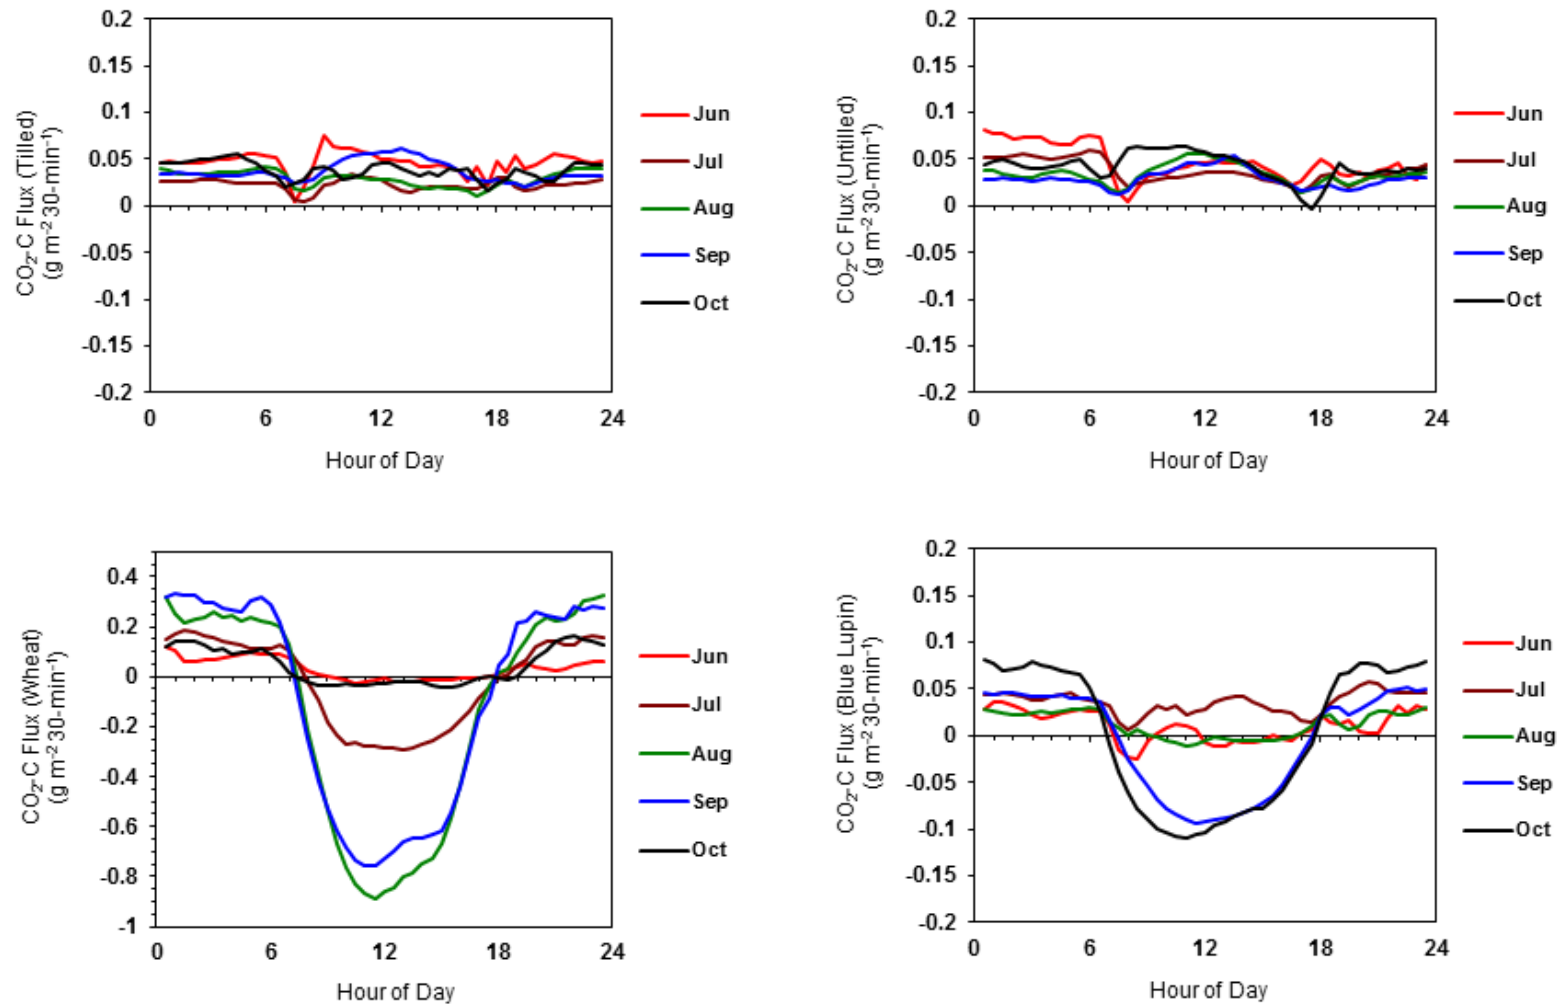 CO₂-C Flux (Tilled)
(g m⁻² 30-min⁻¹)
0.2
0.15
0.1
0.05
0
-0.05
-0.1
-0.15
-0.2
0 6 12 18 24
Hour of Day
Jun
Jul
Aug
Sep
Oct
CO₂-C Flux (Untilled)
(g m⁻² 30-min⁻¹)
0.2
0.15
0.1
0.05
0
-0.05
-0.1
-0.15
-0.2
0 6 12 18 24
Hour of Day
Jun
Jul
Aug
Sep
Oct
CO₂-C Flux (Wheat)
(g m⁻² 30-min⁻¹)
0.4
0.2
0
-0.2
-0.4
-0.6
-0.8
-1
0 6 12 18 24
Hour of Day
Jun
Jul
Aug
Sep
Oct
CO₂-C Flux (Blue Lupin)
(g m⁻² 30-min⁻¹)
0.2
0.15
0.1
0.05
0
-0.05
-0.1
-0.15
-0.2
0 6 12 18 24
Hour of Day
Jun
Jul
Aug
Sep
Oct